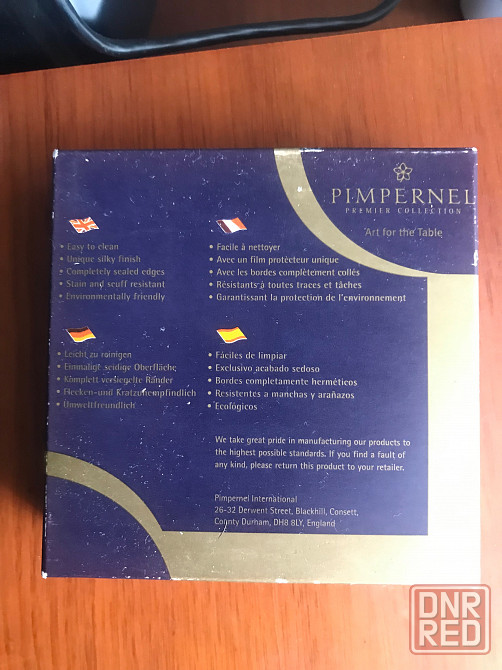 PIMPERNEL
PREMIER COLLECTION
Art for the Table
• Easy to clean
• Unique silky finish
• Completely sealed edges
• Stain and scuff resistant
• Environmentally friendly
• Facile à nettoyer
• Avec un film protecteur unique
• Avec les bordes complètement collés
• Résistants à toutes traces et tâches
• Garantissant la protection de l'environnement
• Leicht zu reinigen
• Einmalige seidige Oberfläche
• Komplett versiegelte Ränder
• Flecken-und Kratzunempfindlich
• Umweltfreundlich
• Fáciles de limpiar
• Exclusivo acabado sedoso
• Bordes completamente herméticos
• Resistentes a manchas y arañazos
• Ecológicos
We take great pride in manufacturing our products to
the highest possible standards. If you find a fault of
any kind, please return this product to your retailer.
Pimpernel International
26-32 Derwent Street, Blackhill, Consett,
County Durham, DH8 8LY, England
DNR
RED